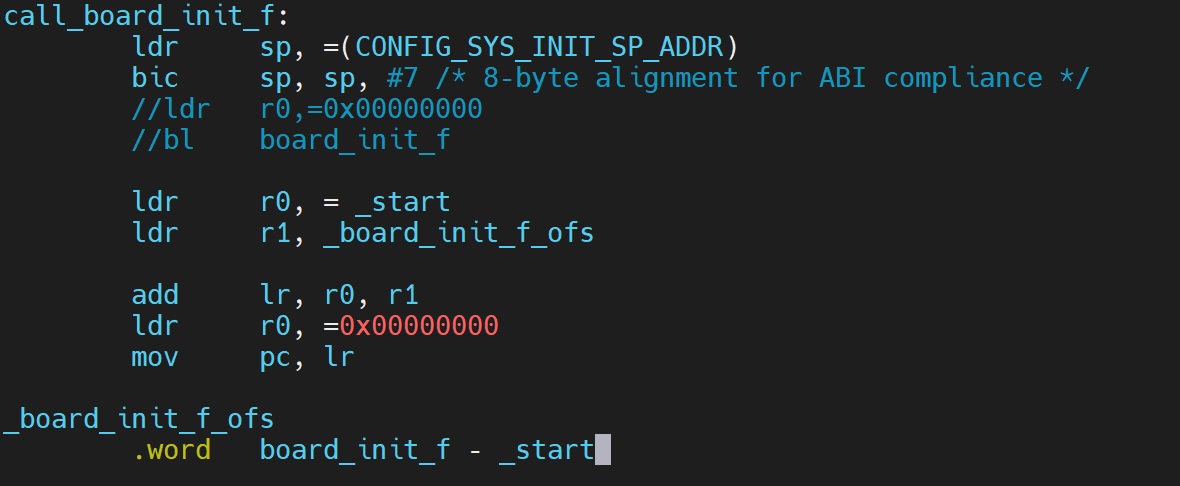 call_board_init_f:
ldr sp, =(CONFIG_SYS_INIT_SP_ADDR)
bic sp, sp, #7 /* 8-byte alignment for ABI compliance */
//ldr r0,=0x00000000
//bl board_init_f
ldr r0, = _start
ldr r1, _board_init_f_ofs
add lr, r0, r1
ldr r0, =0x00000000
mov pc, lr
_board_init_f_ofs
.word board_init_f - _start